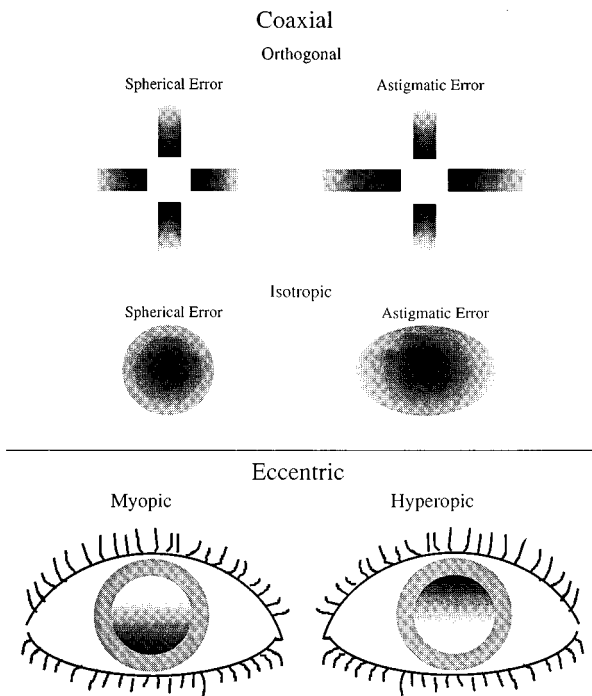 Coaxial
Orthogonal
Spherical Error Astigmatic Error
Isotropic
Spherical Error Astigmatic Error
Eccentric
Myopic Hyperopic